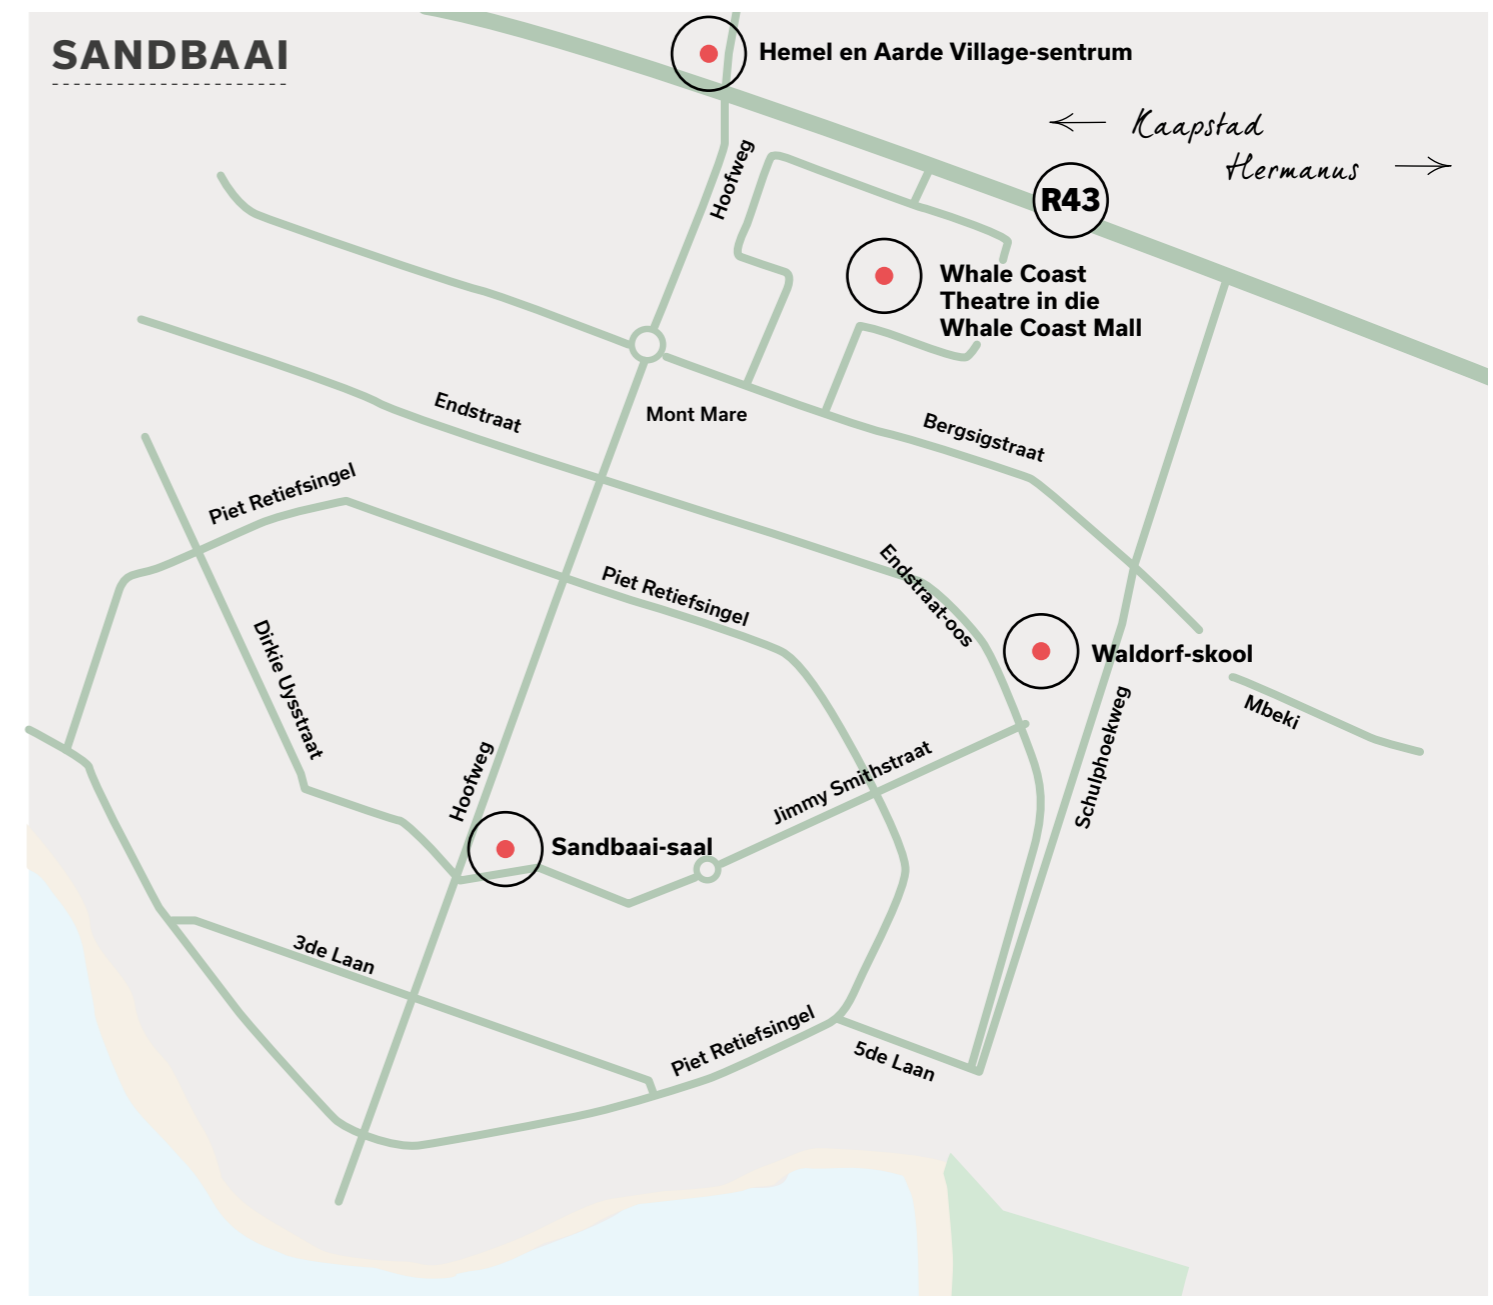 SANDBAAI
Hemel en Aarde Village-sentrum
Kaapstad
Hermanus
R43
Hoofweg
Whale Coast
Theatre in die
Whale Coast Mall
Endstraat
Mont Mare
Bergsigstraat
Piet Retiefsingel
Endstraat-oos
Piet Retiefsingel
Dirkie Uysstraat
Waldorf-skool
Mbeki
Schulphoekweg
Hoofweg
Jimmy Smithstraat
Sandbaai-saal
3de Laan
Piet Retiefsingel
5de Laan